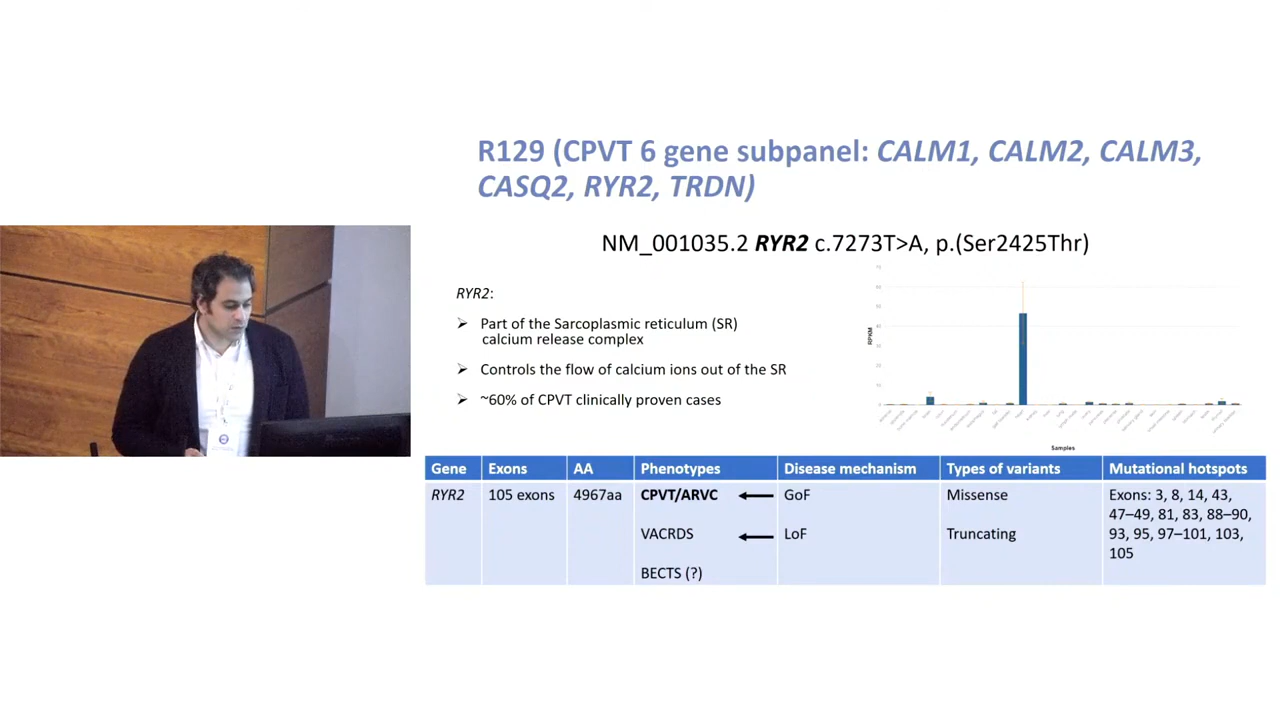 R129 (CPVT 6 gene subpanel: CALM1, CALM2, CALM3,
CASQ2, RYR2, TRDN)
NM_001035.2 RYR2 c.7273T>A, p.(Ser2425Thr)
RYR2:
➢ Part of the Sarcoplasmic reticulum (SR)
calcium release complex
➢ Controls the flow of calcium ions out of the SR
➢ ~60% of CPVT clinically proven cases
RPKM
Samples
Gene Exons AA Phenotypes Disease mechanism Types of variants Mutational hotspots
RYR2 105 exons 4967aa CPVT/ARVC ← GoF Missense Exons: 3, 8, 14, 43,
47–49, 81, 83, 88–90,
VACRDS ← LoF Truncating 93, 95, 97–101, 103,
105
BECTS (?)